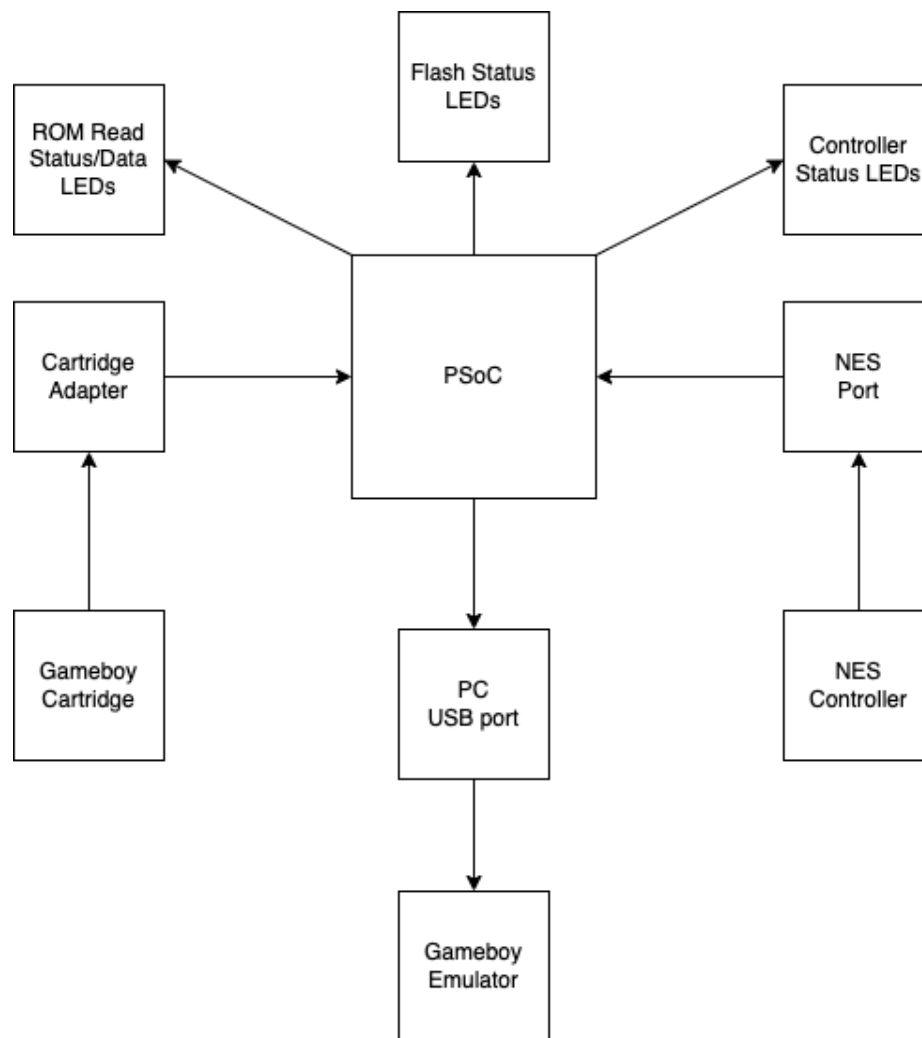 Flash Status
LEDs
ROM Read
Status/Data
LEDs
Controller
Status LEDs
Cartridge
Adapter
PSoC
NES
Port
Gameboy
Cartridge
PC
USB port
NES
Controller
Gameboy
Emulator